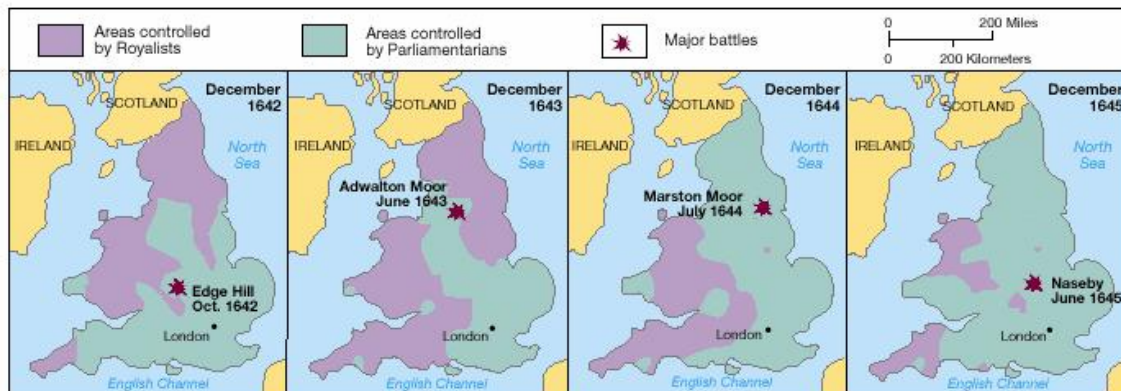 Areas controlled
by Royalists
Areas controlled
by Parliamentarians
Major battles
0 200 Miles
0 200 Kilometers
December
1642
SCOTLAND
IRELAND
North
Sea
Edge Hill
Oct. 1642
London
English Channel
December
1643
SCOTLAND
IRELAND
North
Sea
Adwalton Moor
June 1643
London
English Channel
December
1644
SCOTLAND
IRELAND
North
Sea
Marston Moor
July 1644
London
English Channel
December
1645
SCOTLAND
IRELAND
North
Sea
Naseby
June 1645
London
English Channel